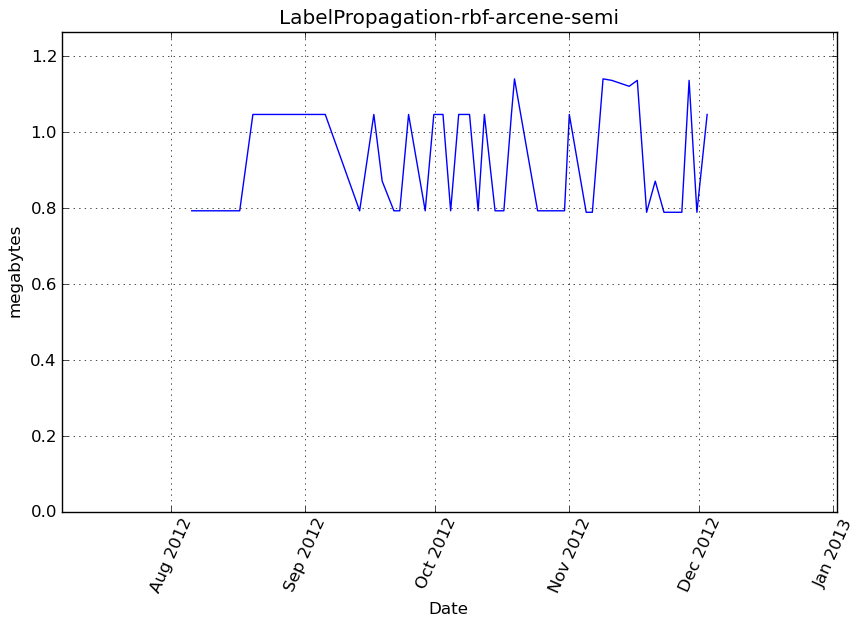 LabelPropagation-rbf-arcene-semi
1.2
1.0
0.8
0.6
0.4
0.2
0.0
megabytes
Aug 2012
Sep 2012
Oct 2012
Nov 2012
Dec 2012
Jan 2013
Date